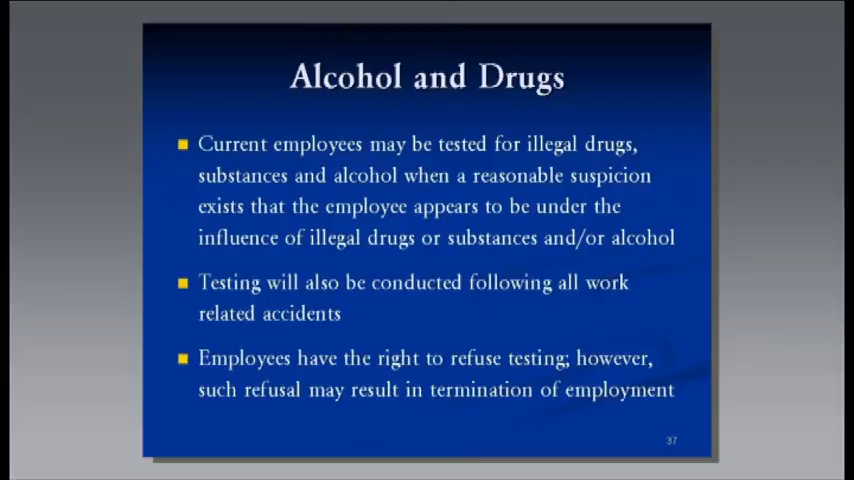 Alcohol and Drugs
Current employees may be tested for illegal drugs,
substances and alcohol when a reasonable suspicion
exists that the employee appears to be under the
influence of illegal drugs or substances and/or alcohol
Testing will also be conducted following all work
related accidents
Employees have the right to refuse testing; however,
such refusal may result in termination of employment
37